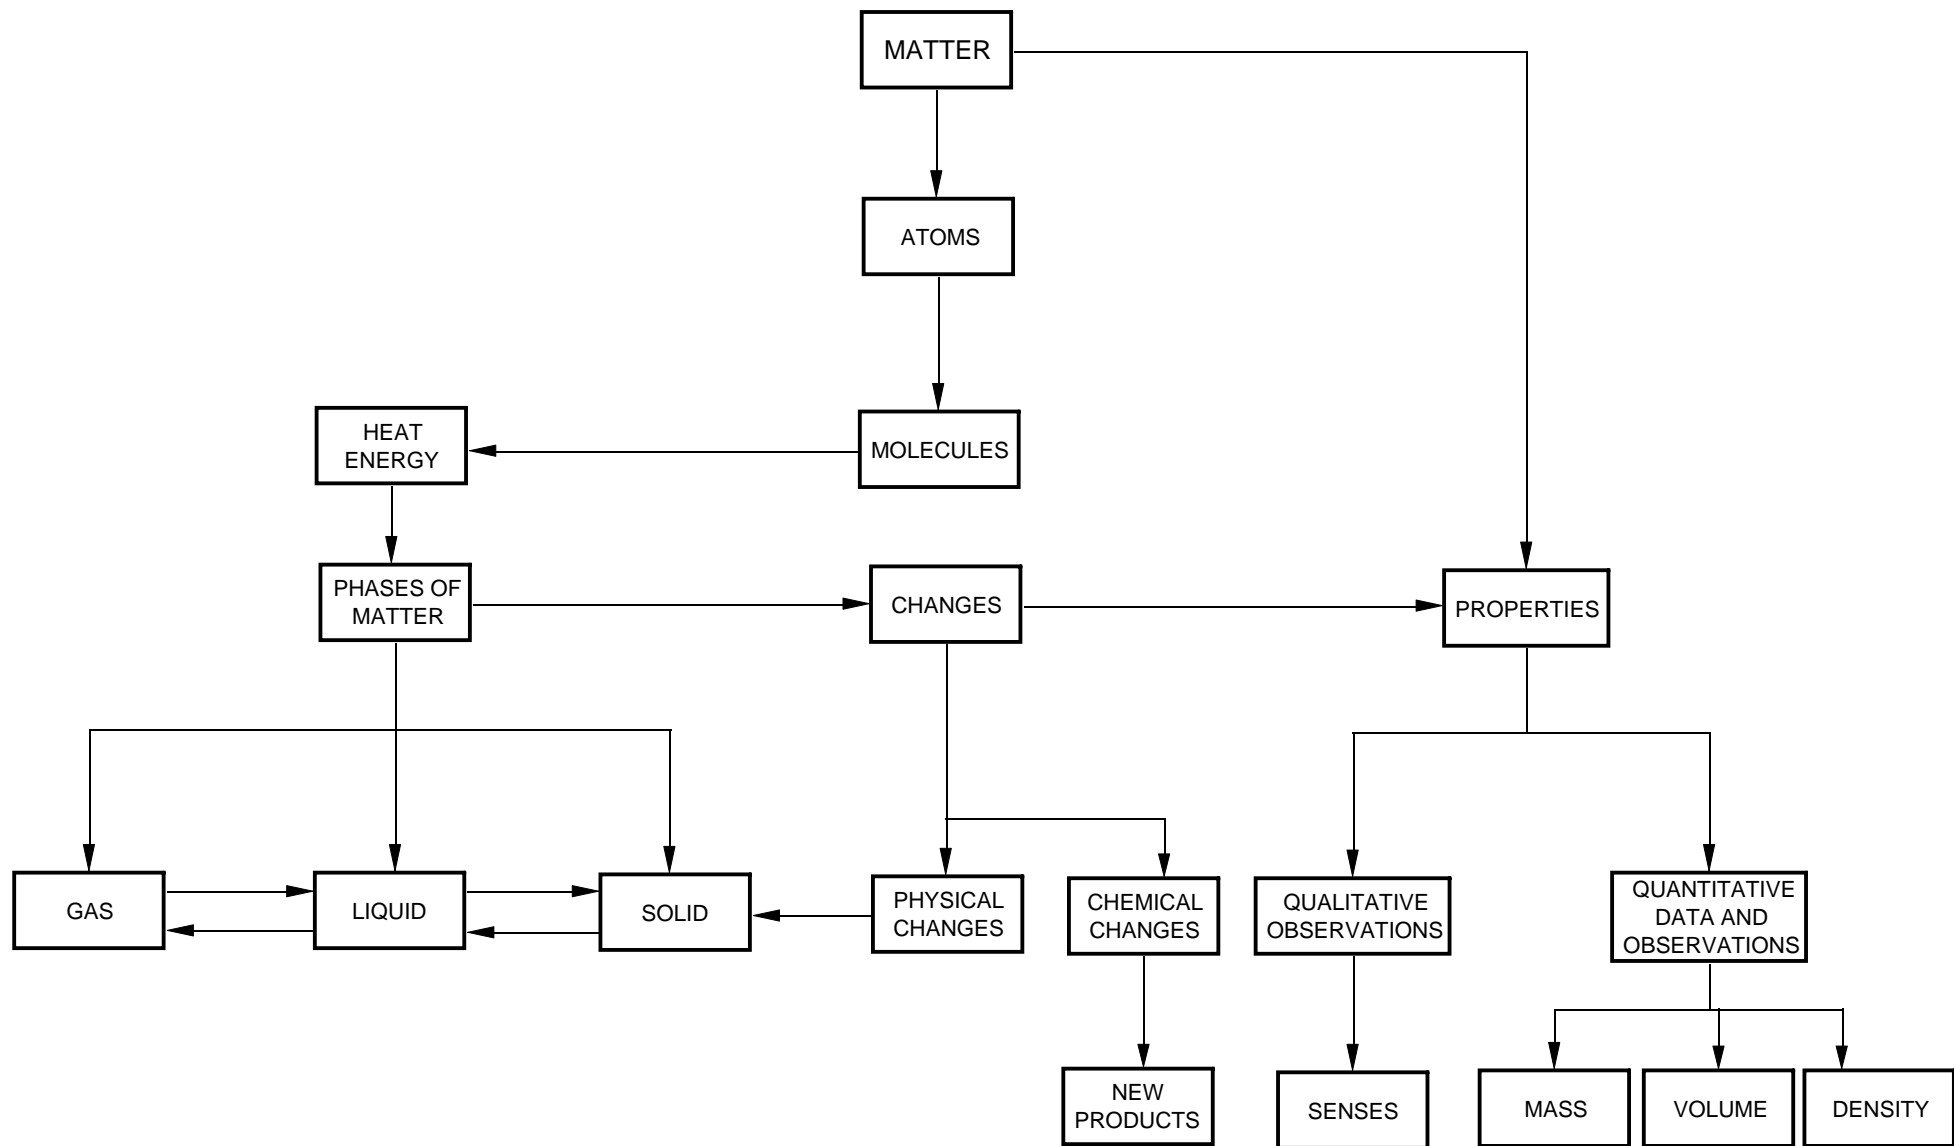 MATTER
ATOMS
HEAT
ENERGY
MOLECULES
PHASES OF
MATTER
CHANGES
PROPERTIES
GAS
LIQUID
SOLID
PHYSICAL
CHANGES
CHEMICAL
CHANGES
QUALITATIVE
OBSERVATIONS
QUANTITATIVE
DATA AND
OBSERVATIONS
NEW
PRODUCTS
SENSES
MASS
VOLUME
DENSITY